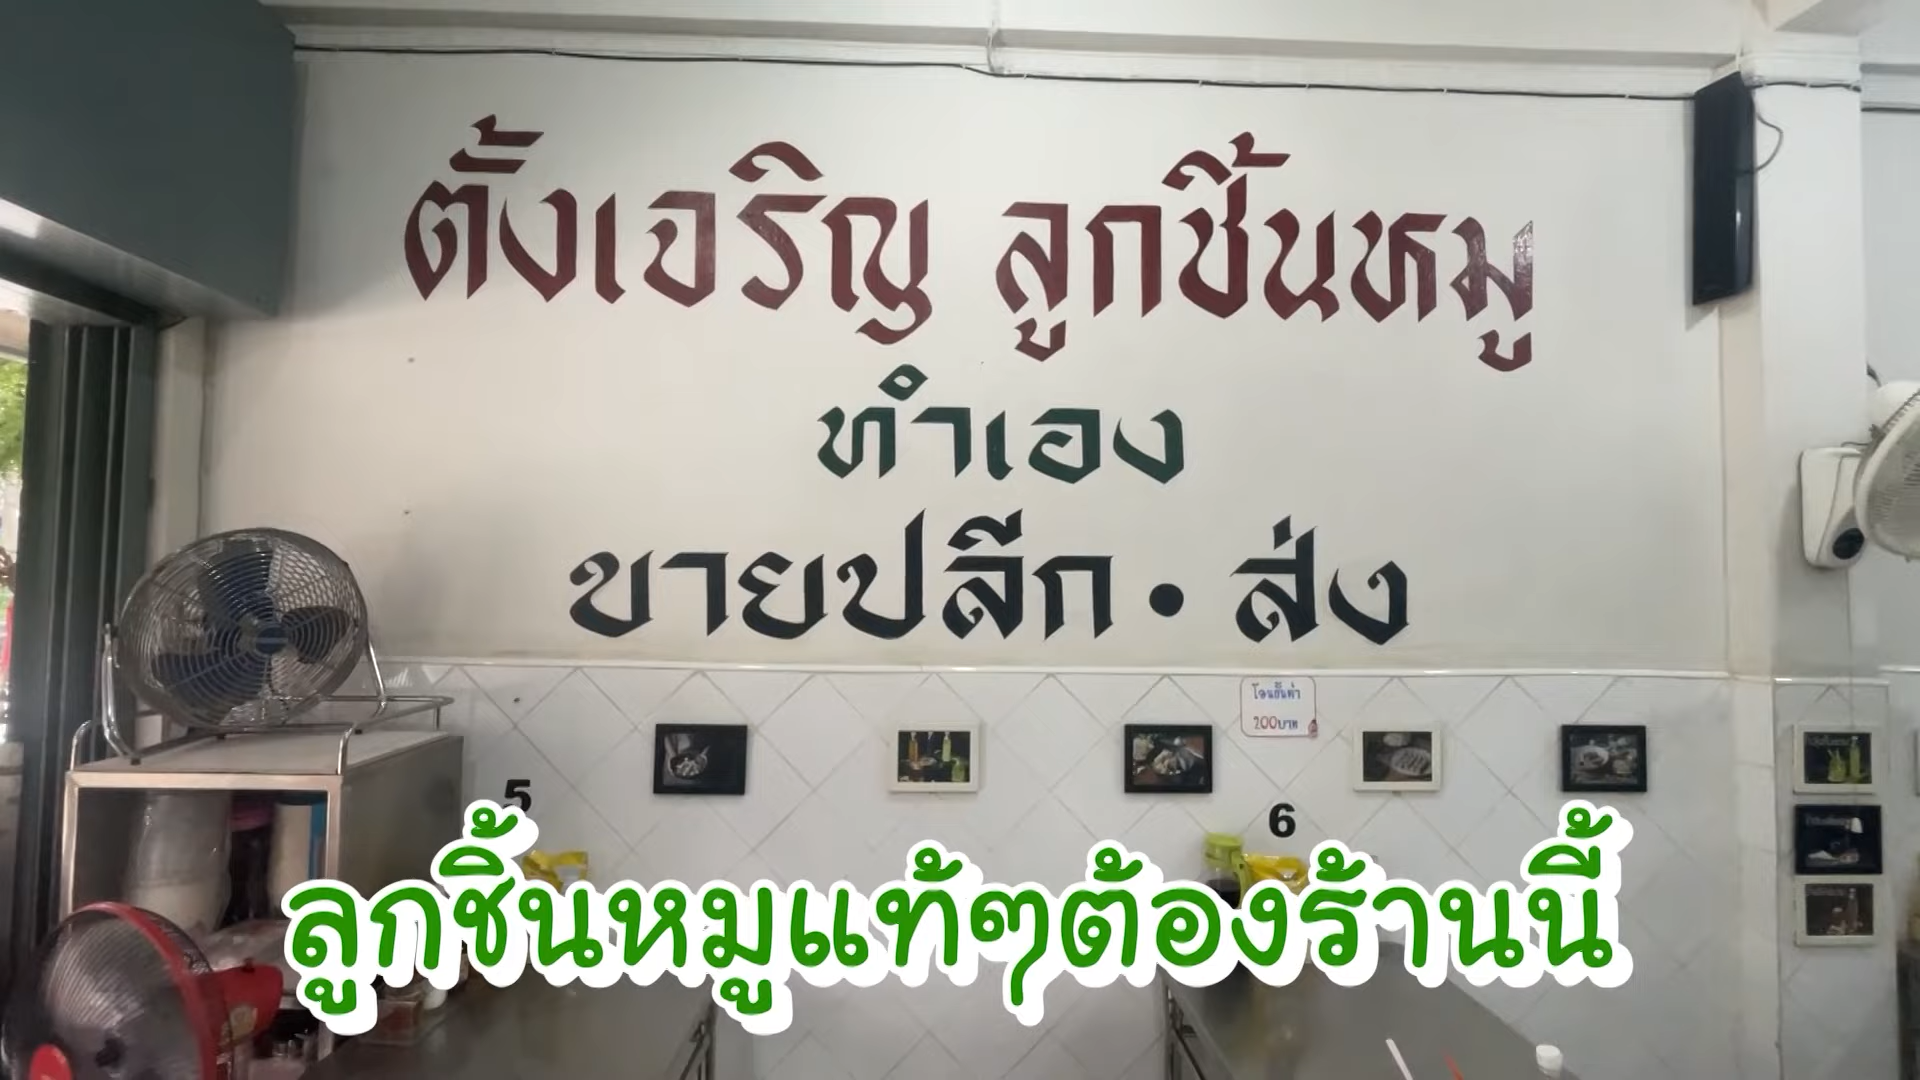 ตั้งเจริญ ลูกชิ้นหมู
ทำเอง
ขายปลีก • ส่ง
โอนขั้นต่ำ
200บาท
5
6
ลูกชิ้นหมูแท้ๆต้องร้านนี้